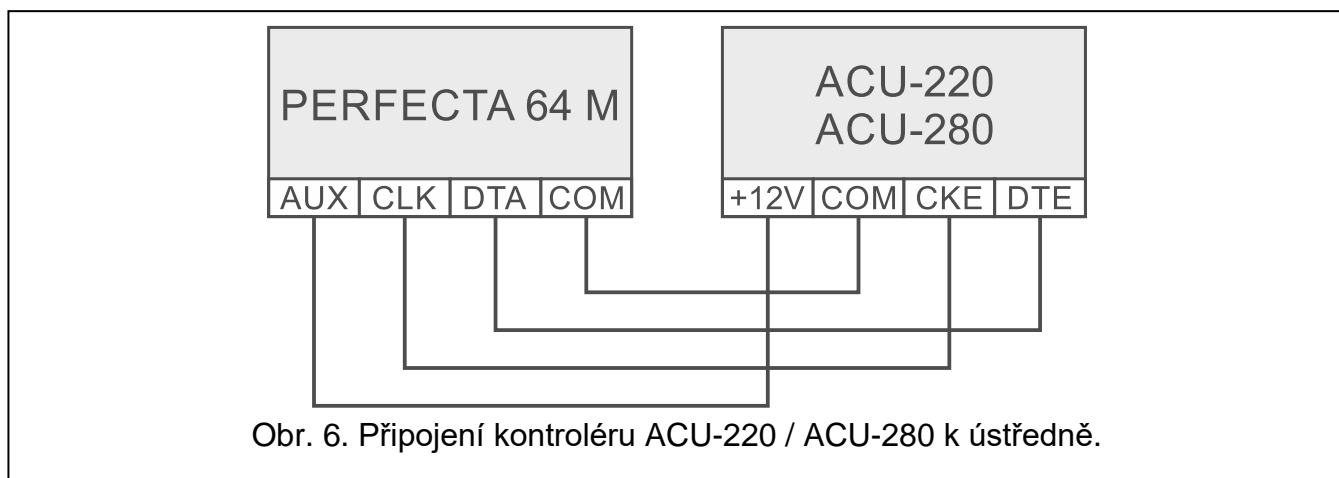 PERFECTA 64 M
AUX CLK DTA COM
ACU-220
ACU-280
+12V COM CKE DTE
Obr. 6. Připojení kontroléru ACU-220 / ACU-280 k ústředně.